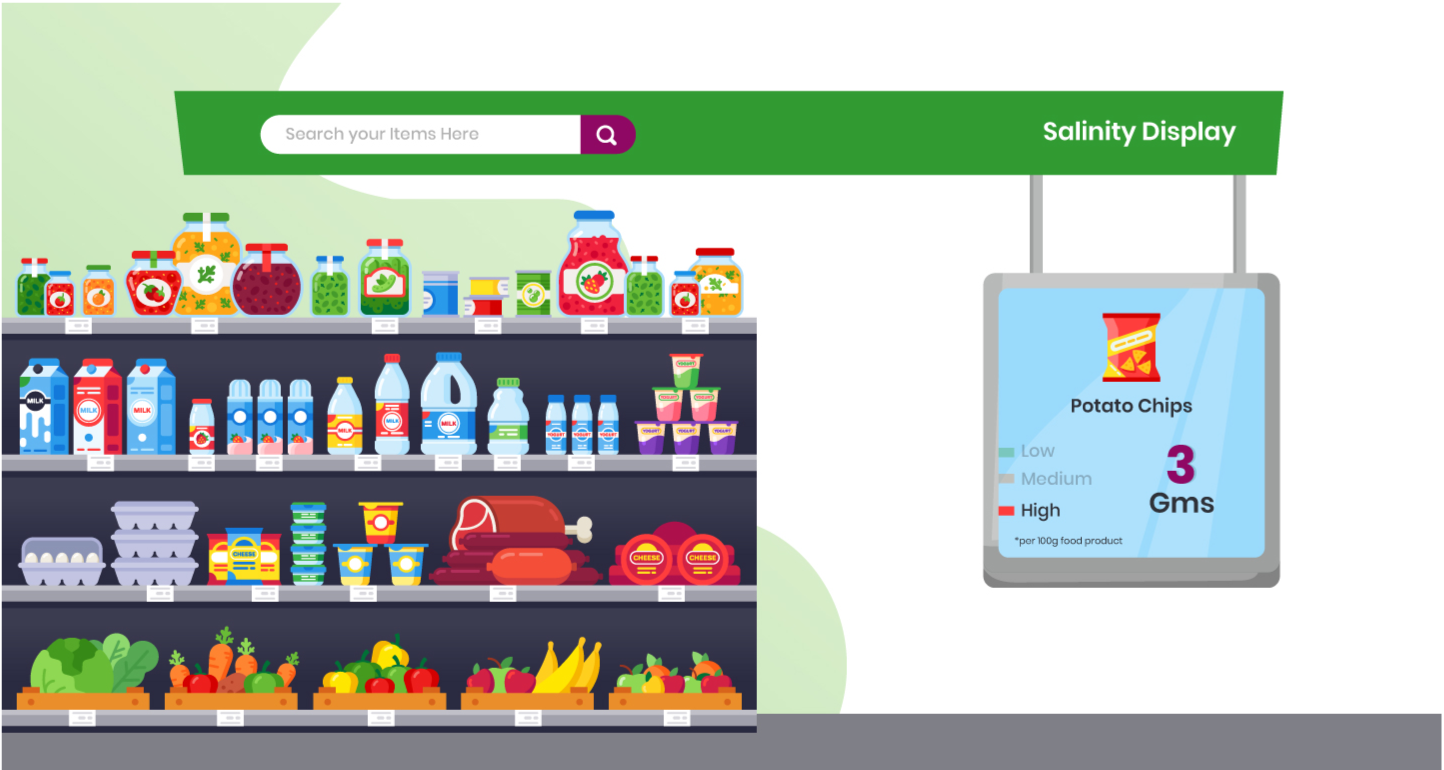 Search your Items Here
Salinity Display
Potato Chips
Low
Medium
High
3
Gms
*per 100g food product
MILK
MILK
MILK
MILK
MILK
MILK
YOGURT
YOGURT
YOGURT
YOGURT
YOGURT
YOGURT
CHEESE
CHEESE
CHEESE